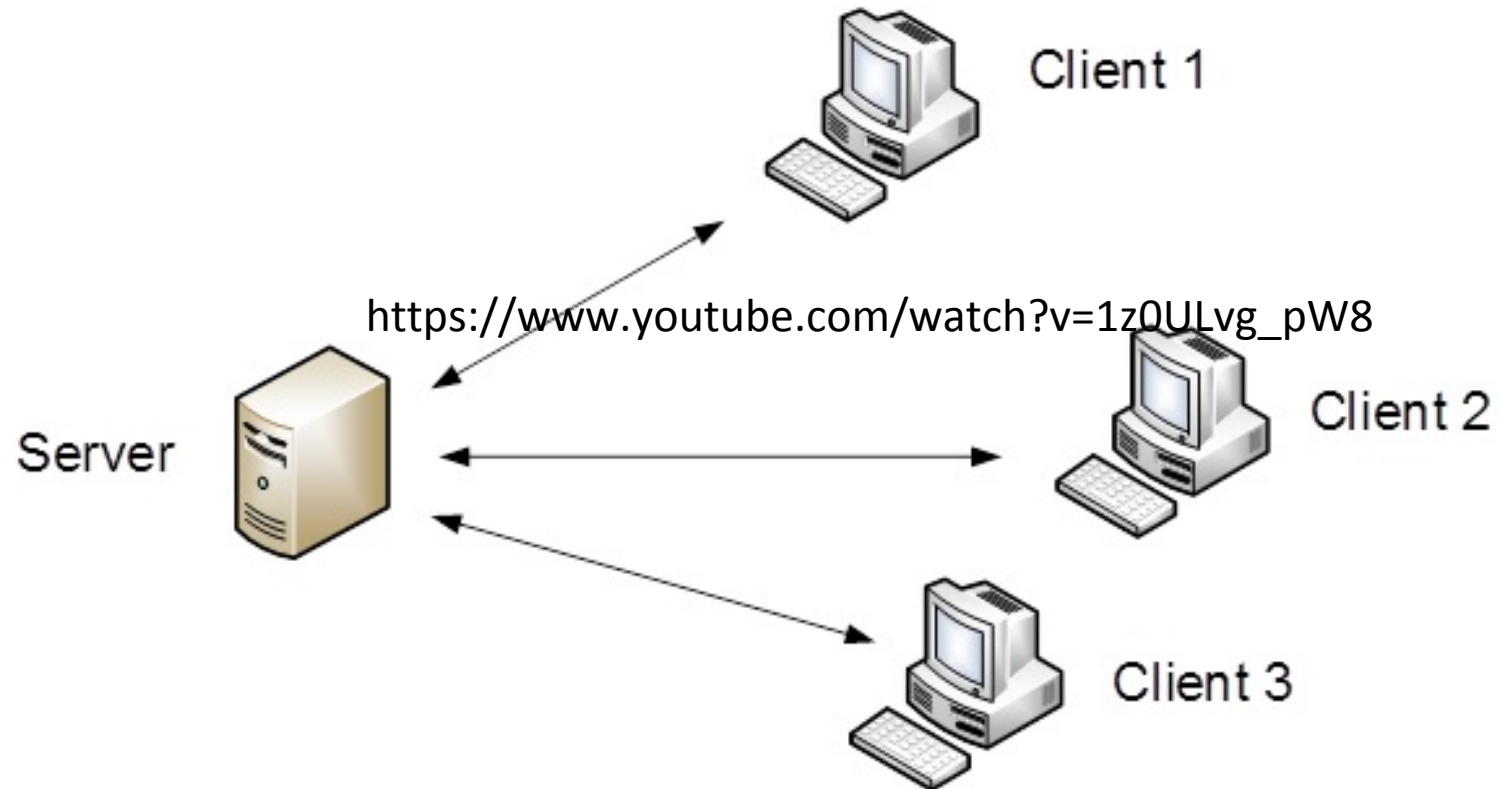 Client 1
https://www.youtube.com/watch?v=1z0ULvg_pW8
Client 2
Server
Client 3